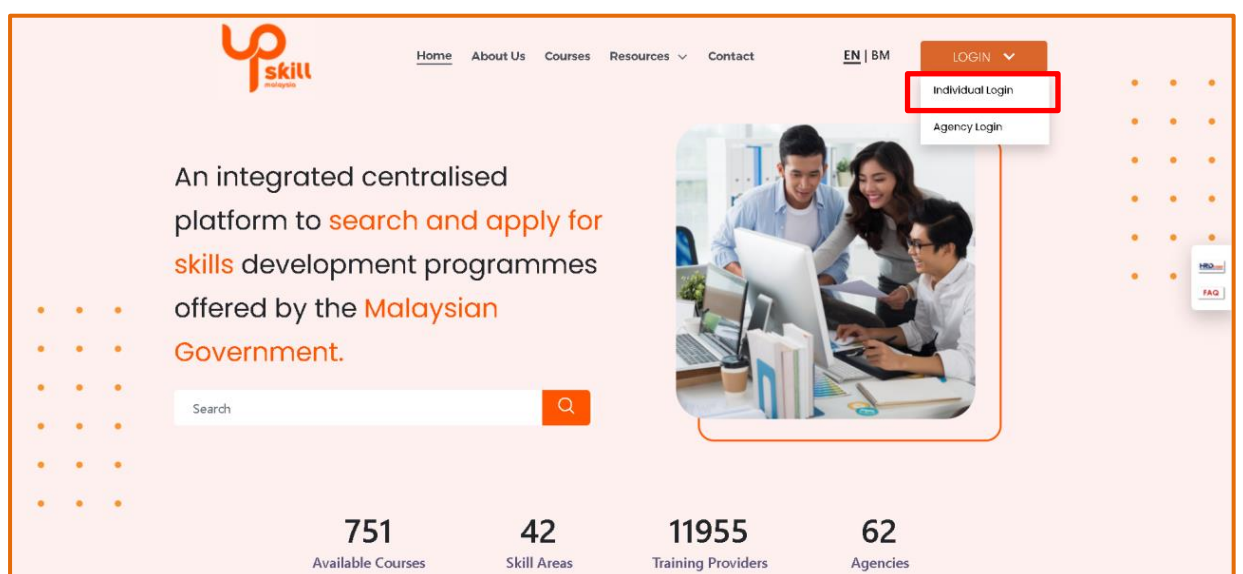 UP
skill
malaysia
Home About Us Courses Resources Contact EN | BM LOGIN
Individual Login
Agency Login
An integrated centralised
platform to search and apply for
skills development programmes
offered by the Malaysian
Government.
Search
FAQ
751 42 11955 62
Available Courses Skill Areas Training Providers Agencies